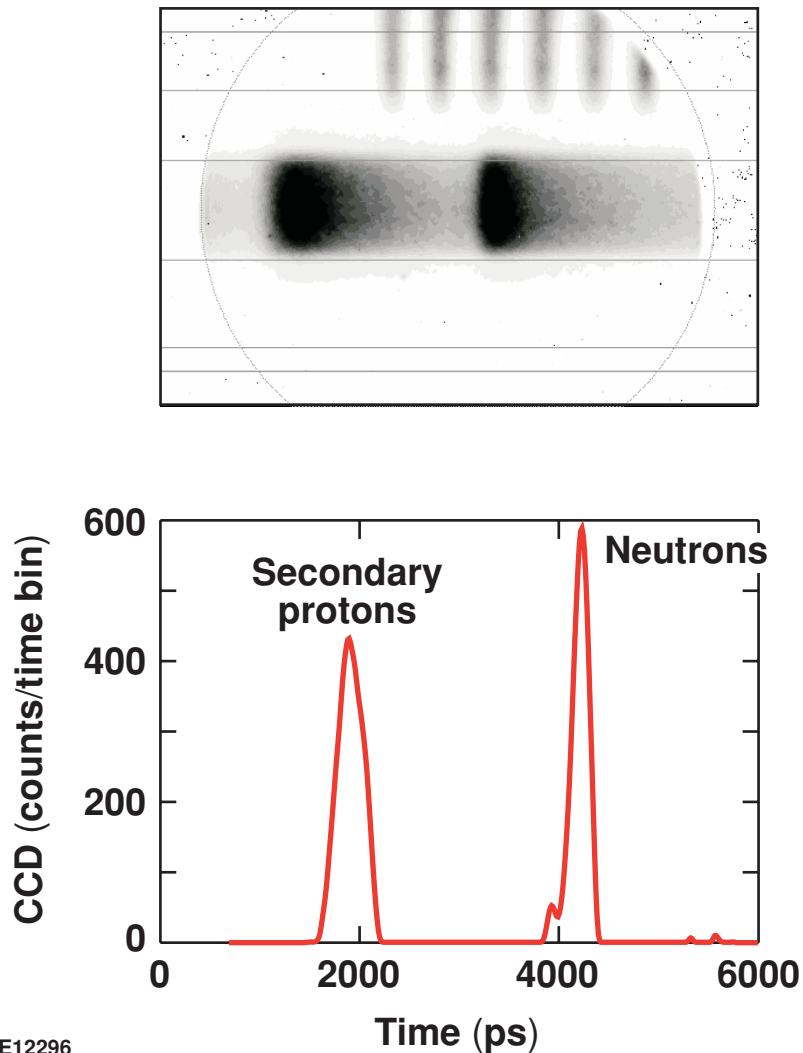 600
400
200
0
CCD (counts/time bin)
Secondary
protons
Neutrons
0 2000 4000 6000
Time (ps)
E12296